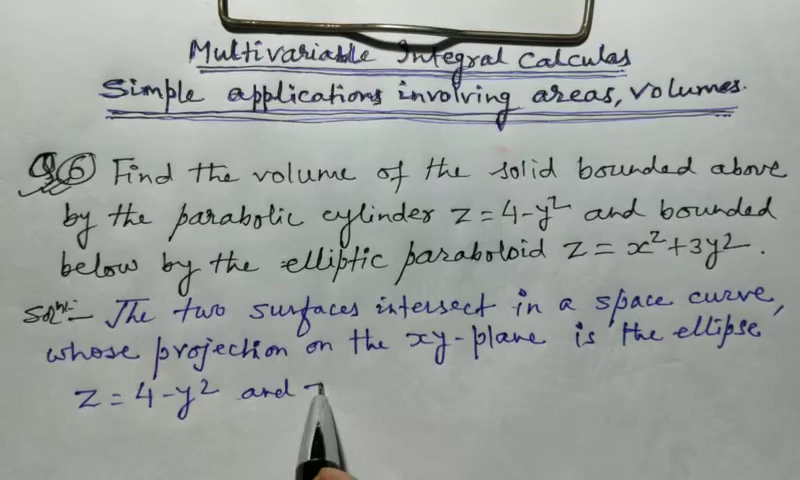 Multivariable Integral Calculas
Simple applications involving areas, volumes.
Q(6) Find the volume of the solid bounded above
by the parabolic cylinder z = 4-y² and bounded
below by the elliptic paraboloid z = x²+3y².
Solⁿ:- The two surfaces intersect in a space curve,
whose projection on the xy-plane is the ellipse
z = 4-y² and